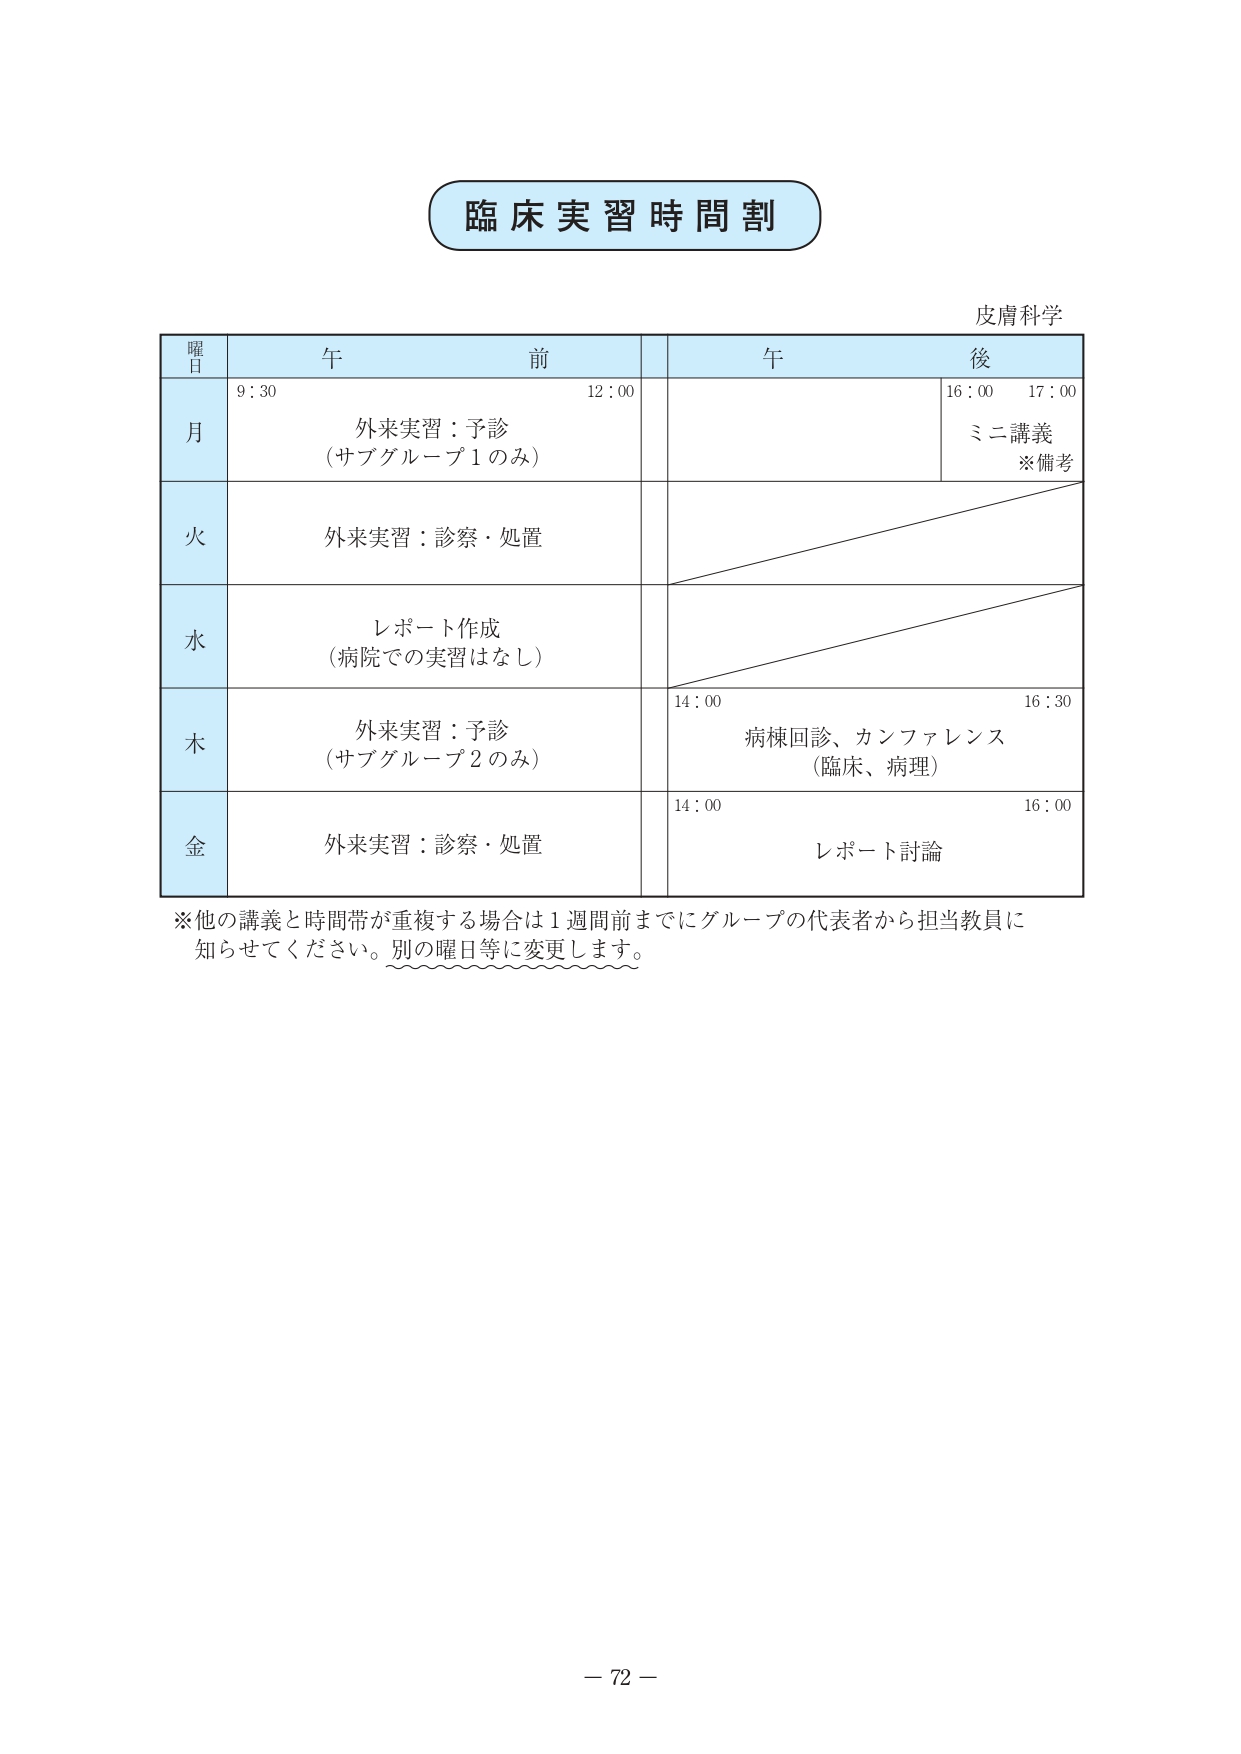 臨床実習時間割
皮膚科学
曜日 午前 午後
9：30 12：00 16：00 17：00
月 外来実習：予診 ミニ講義
（サブグループ1のみ） ※備考
火 外来実習：診察・処置
水 レポート作成
（病院での実習はなし）
14：00 16：30
木 外来実習：予診 病棟回診、カンファレンス
（サブグループ2のみ） （臨床、病理）
14：00 16：00
金 外来実習：診察・処置 レポート討論
※他の講義と時間帯が重複する場合は1週間前までにグループの代表者から担当教員に
知らせてください。別の曜日等に変更します。
― 72 ―